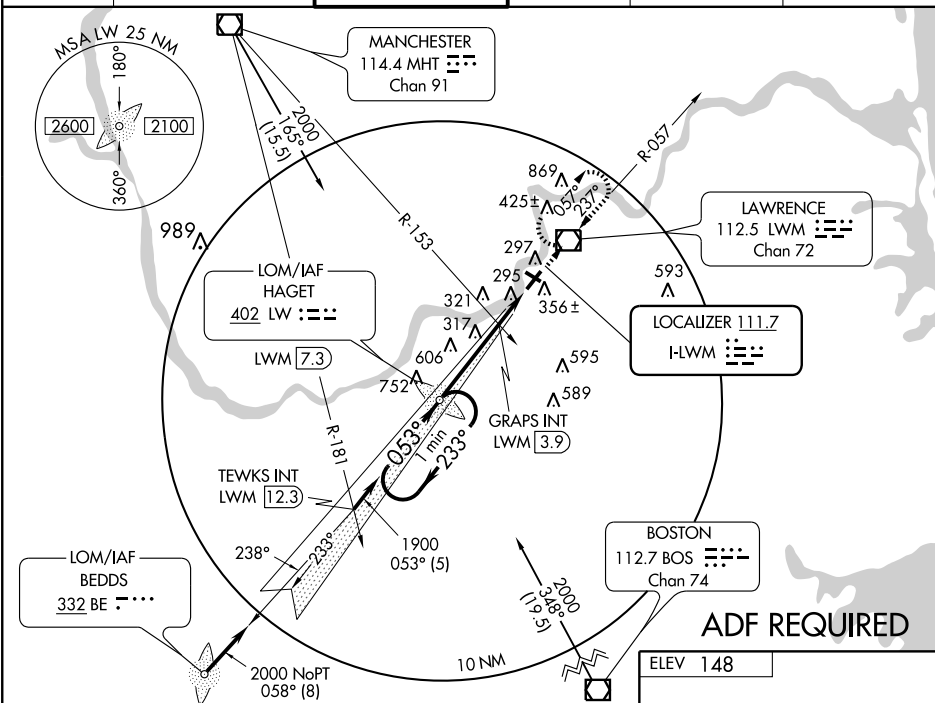 MSA LW 25 NM
180°
2600
2100
360°
MANCHESTER
114.4 MHT
Chan 91
2000
165°
(15.5)
R-153
R-057
869
425±
057°
237°
LAWRENCE
112.5 LWM
Chan 72
989
297
295
593
LOM/IAF
HAGET
402 LW
321
356±
317
LOCALIZER 111.7
I-LWM
LWM 7.3
606
595
752
589
R-181
053°
1 min
233°
GRAPS INT
LWM 3.9
TEWKS INT
LWM 12.3
238°
233°
1900
053° (5)
LOM/IAF
BEDDS
332 BE
2000
348°
(19.5)
BOSTON
112.7 BOS
Chan 74
ADF REQUIRED
10 NM
2000 NoPT
058° (8)
ELEV 148